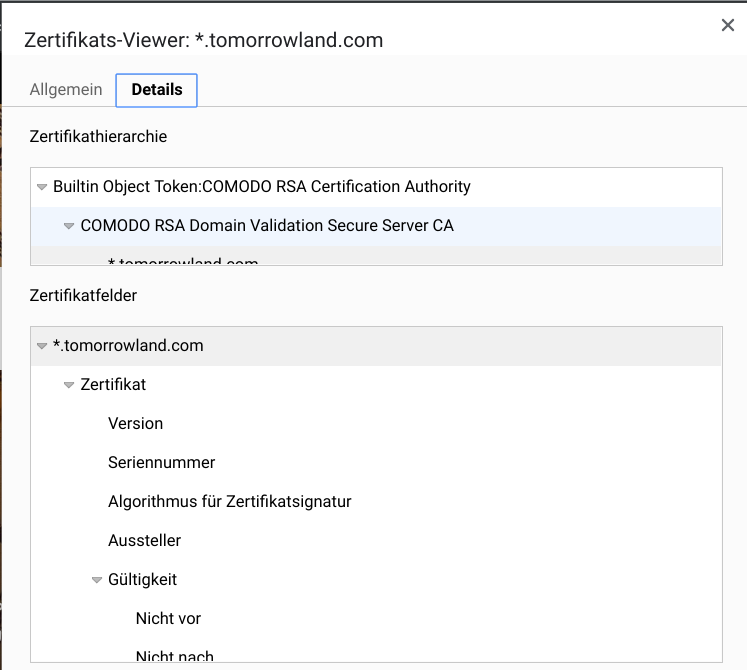 Zertifikats-Viewer: *.tomorrowland.com
Allgemein
Details
Zertifikathierarchie
Builtin Object Token:COMODO RSA Certification Authority
COMODO RSA Domain Validation Secure Server CA
*.tomorrowland.com
Zertifikatfelder
*.tomorrowland.com
Zertifikat
Version
Seriennummer
Algorithmus für Zertifikatsignatur
Aussteller
Gültigkeit
Nicht vor
Nicht nach